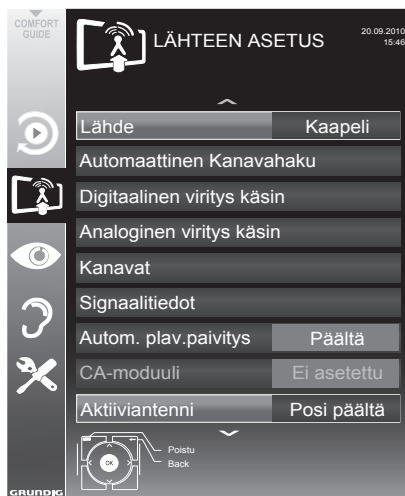 COMFORT
GUIDE
LÄHTEEN ASETUS
20.09.2010
15:46
Lähde Kaapeli
Automaattinen Kanavahaku
Digitaalinen viritys käsin
Analoginen viritys käsin
Kanavat
Signaalitiedot
Autom. plav.paivitys Päältä
CA-moduuli Ei asetettu
Aktiiviantenni Posi päältä
OK
Poistu
Back
GRUNDIG